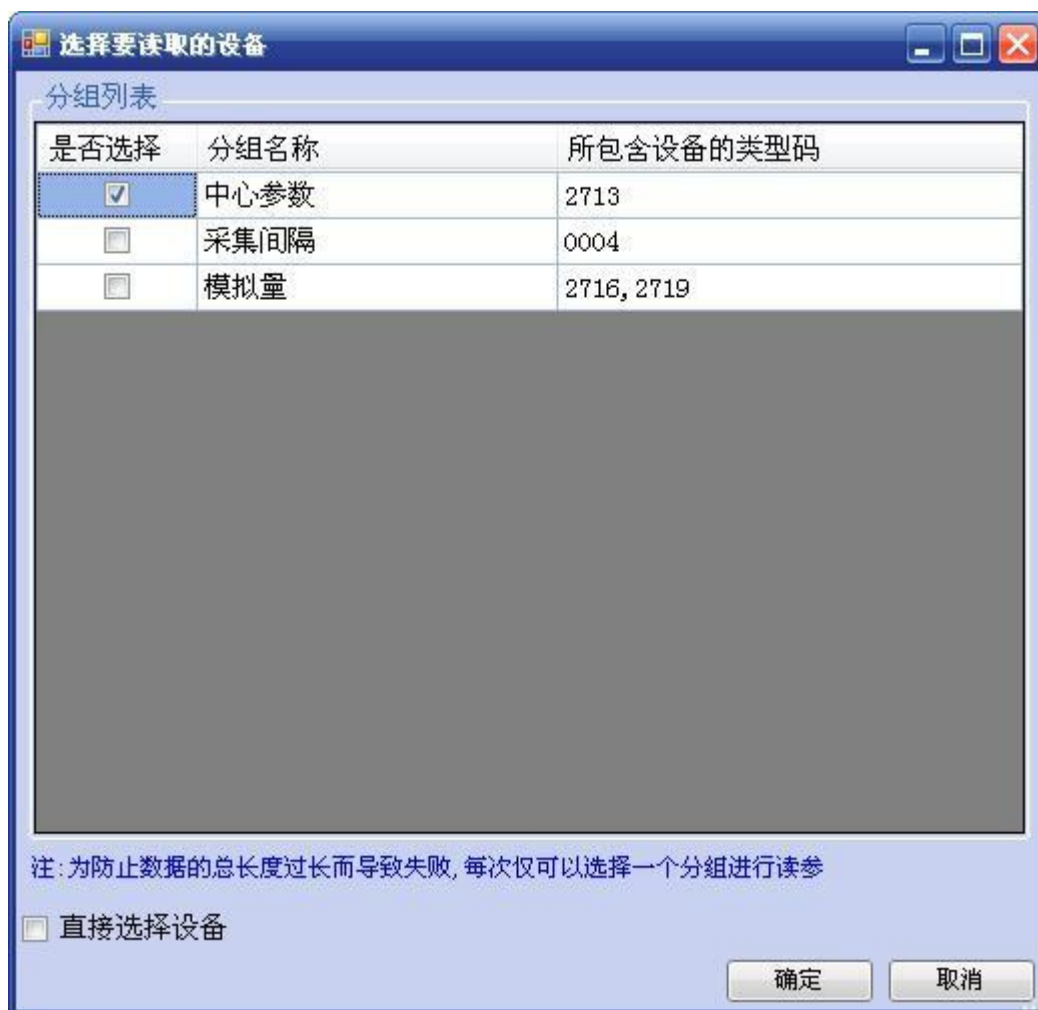 选择要读取的设备
分组列表
是否选择 分组名称 所包含设备的类型码
中心参数 2713
采集间隔 0004
模拟量 2716,2719
注:为防止数据的总长度过长而导致失败,每次仅可以选择一个分组进行读参
直接选择设备
确定 取消